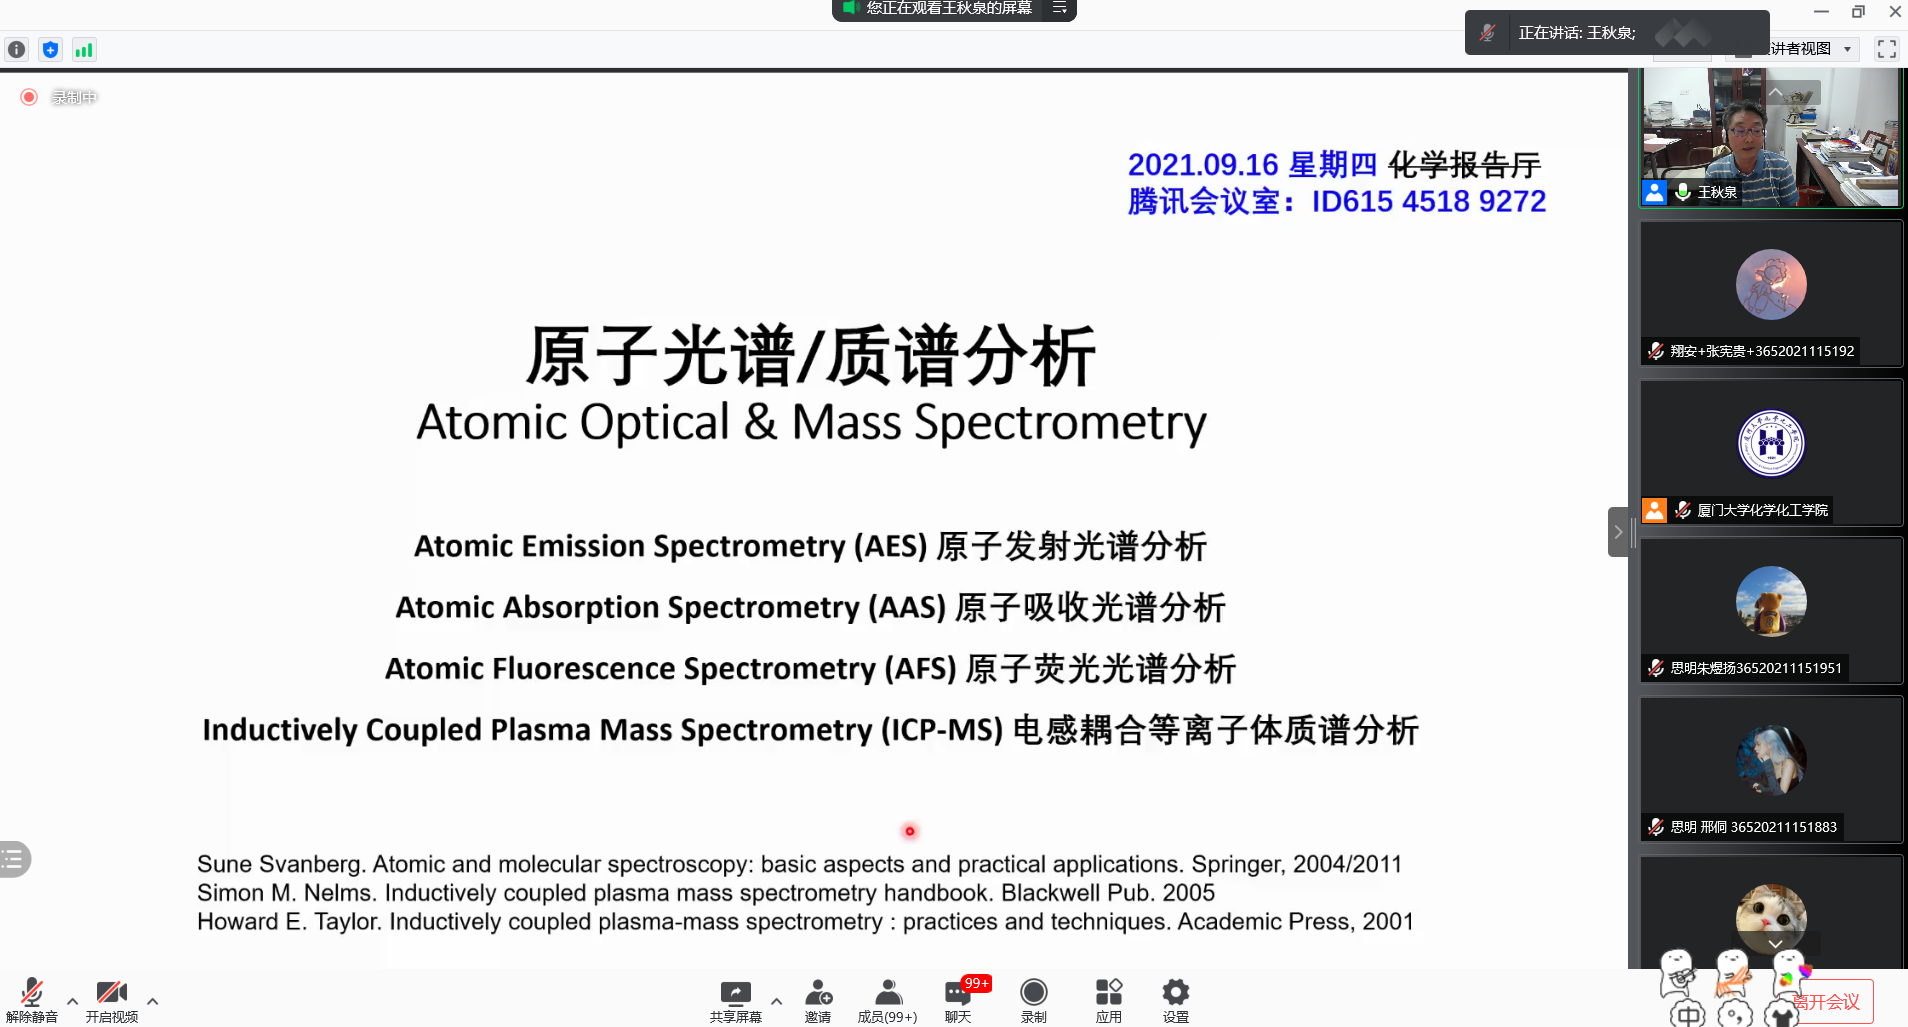 您正在观看王秋泉的屏幕
正在讲话: 王秋泉;
讲者视图
录制中
2021.09.16 星期四 化学报告厅
腾讯会议室：ID615 4518 9272
原子光谱/质谱分析
Atomic Optical & Mass Spectrometry
Atomic Emission Spectrometry (AES) 原子发射光谱分析
Atomic Absorption Spectrometry (AAS) 原子吸收光谱分析
Atomic Fluorescence Spectrometry (AFS) 原子荧光光谱分析
Inductively Coupled Plasma Mass Spectrometry (ICP-MS) 电感耦合等离子体质谱分析
Sune Svanberg. Atomic and molecular spectroscopy: basic aspects and practical applications. Springer, 2004/2011
Simon M. Nelms. Inductively coupled plasma mass spectrometry handbook. Blackwell Pub. 2005
Howard E. Taylor. Inductively coupled plasma-mass spectrometry : practices and techniques. Academic Press, 2001
王秋泉
翔安+张宪贵+3652021115192
厦门大学化学化工学院
思明朱煜扬36520211151951
思明 邢侗 36520211151883
解除静音
开启视频
共享屏幕
邀请
成员(99+)
99+
聊天
录制
应用
设置
中
离开会议